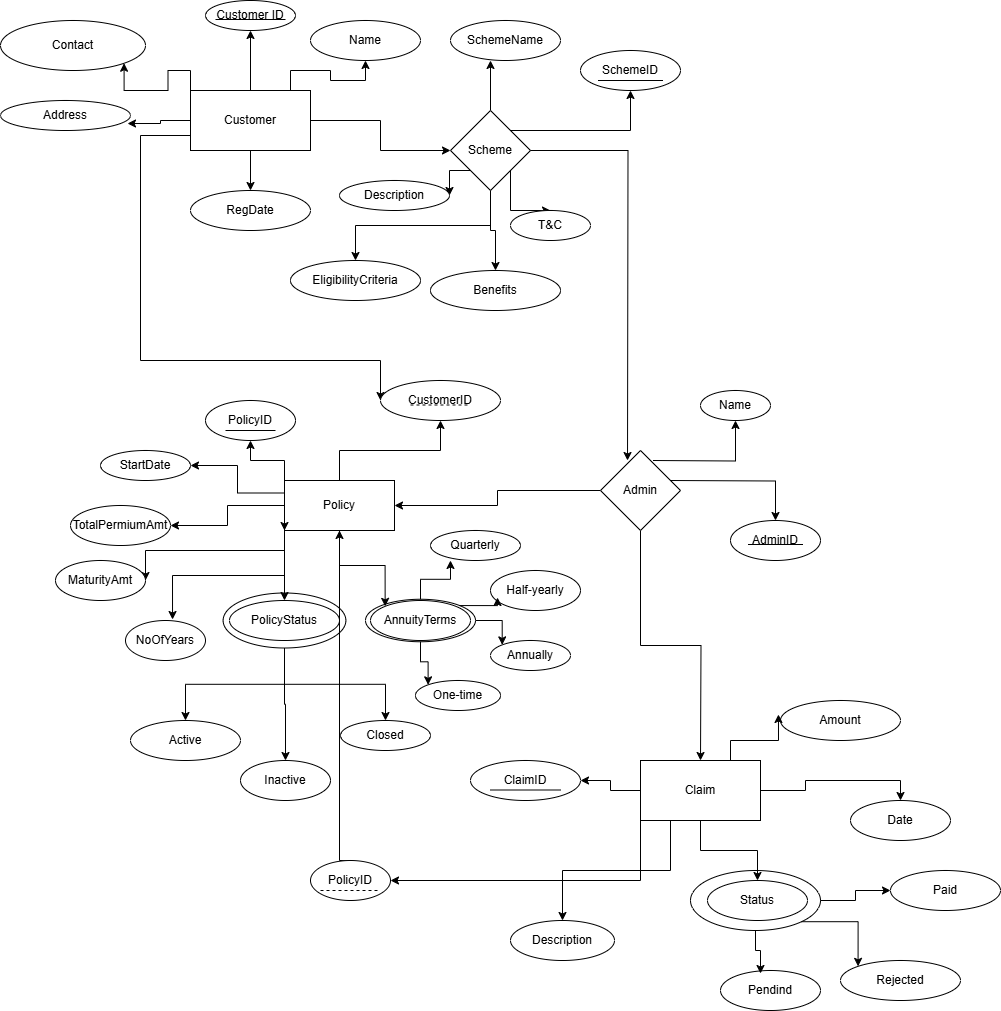 Customer ID
Contact
Name
SchemeName
SchemeID
Address
Customer
Scheme
Description
RegDate
T&C
EligibilityCriteria
Benefits
CustomerID
Name
PolicyID
StartDate
Policy
Admin
TotalPermiumAmt
AdminID
Quarterly
MaturityAmt
Half-yearly
PolicyStatus
AnnuityTerms
NoOfYears
Annually
One-time
Active
Closed
Inactive
Amount
ClaimID
Claim
Date
PolicyID
Status
Paid
Description
Rejected
Pendind